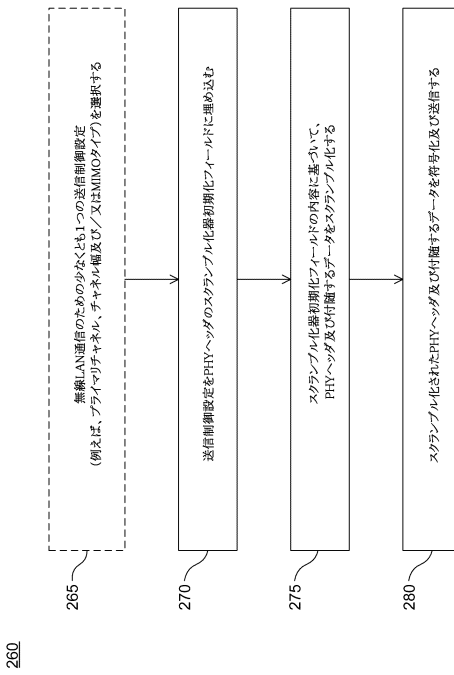 260
265
無線LAN通信のための少なくとも1つの送信制御設定
(例えば、プライマリチャネル、チャネル幅及び/又はMIMOタイプ)を選択する
270
送信制御設定をPHYヘッダのスクランブル化器初期化フィールドに埋め込む
275
スクランブル化器初期化フィールドの内容に基づいて、
PHYヘッダ及び付随するデータをスクランブル化する
280
スクランブル化されたPHYヘッダ及び付随するデータを符号化及び送信する